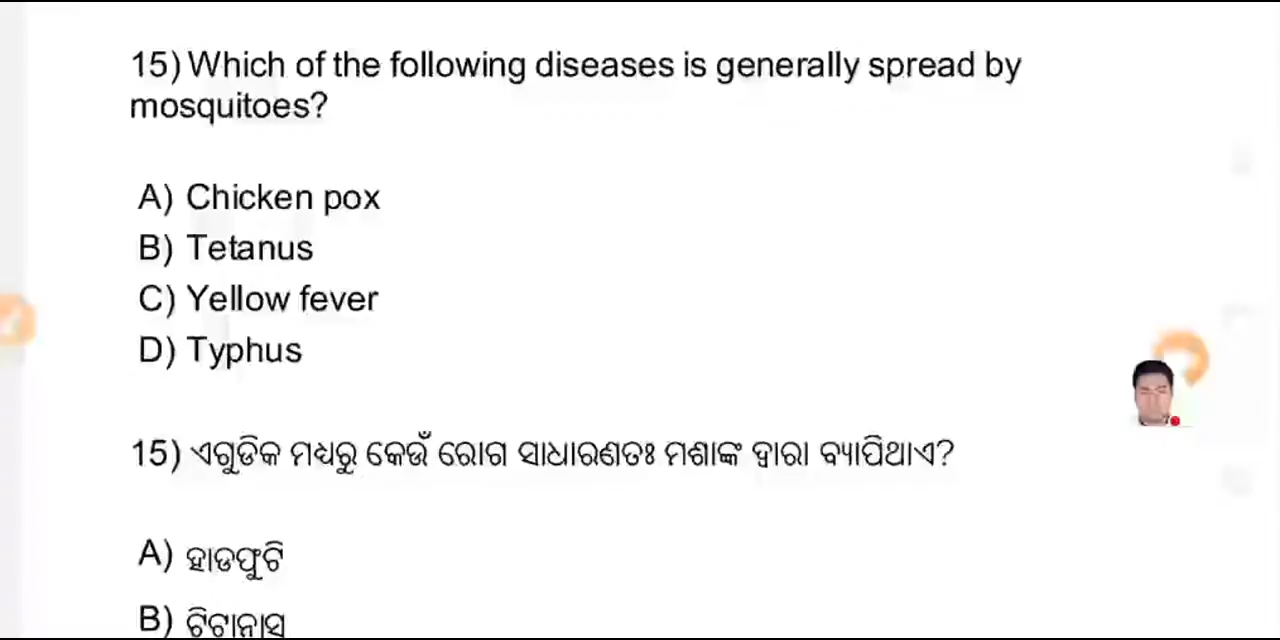 15) Which of the following diseases is generally spread by
mosquitoes?
A) Chicken pox
B) Tetanus
C) Yellow fever
D) Typhus
15) ଏଗୁଡିକ ମଧ୍ଯରୁ କେଉଁ ରୋଗ ସାଧାରଣତଃ ମଶାଙ୍କ ଦ୍ୱାରା ବ୍ୟାପିଥାଏ?
A) ହାଡଫୁଟି
B) ଟିଟାନାସ